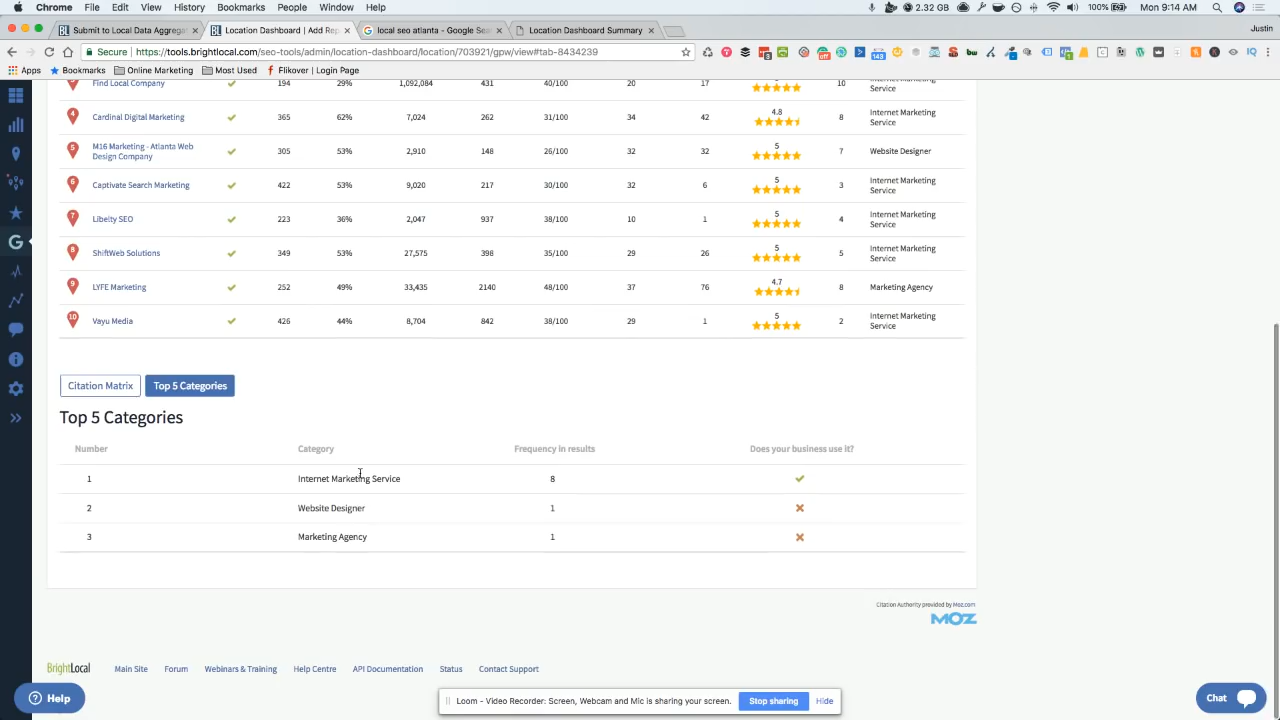 Chrome File Edit View History Bookmarks People Window Help 2.32 GB 100% Mon 9:14 AM
Submit to Local Data Aggregat × Location Dashboard | Add Rep × local seo atlanta - Google Sea × Location Dashboard Summary × Justin
Secure | https://tools.brightlocal.com/seo-tools/admin/location-dashboard/location/703921/gpw/view#tab-8434239
Apps Bookmarks Online Marketing Most Used Flikover | Login Page
Find Local Company 194 29% 1,092,084 431 40/100 20 17 10 Internet Marketing
Service
4 Cardinal Digital Marketing 365 62% 7,024 262 31/100 34 42 4.8 8 Internet Marketing
Service
5 M16 Marketing - Atlanta Web
Design Company 305 53% 2,910 148 26/100 32 32 5 7 Website Designer
6 Captivate Search Marketing 422 53% 9,020 217 30/100 32 6 5 3 Internet Marketing
Service
7 Libelty SEO 223 36% 2,047 937 35/100 10 1 5 4 Internet Marketing
Service
8 ShiftWeb Solutions 349 53% 27,575 398 35/100 29 26 5 5 Internet Marketing
Service
9 LYFE Marketing 252 49% 33,435 2140 48/100 37 76 4.7 8 Marketing Agency
10 Vayu Media 426 44% 8,704 842 38/100 29 1 5 2 Internet Marketing
Service
Citation Matrix Top 5 Categories
Top 5 Categories
Number Category Frequency in results Does your business use it?
1 Internet Marketing Service 8
2 Website Designer 1
3 Marketing Agency 1
Citation Authority provided by Moz.com
MOZ
BrightLocal Main Site Forum Webinars & Training Help Centre API Documentation Status Contact Support
Help
Loom - Video Recorder: Screen, Webcam and Mic is sharing your screen. Stop sharing Hide
Chat